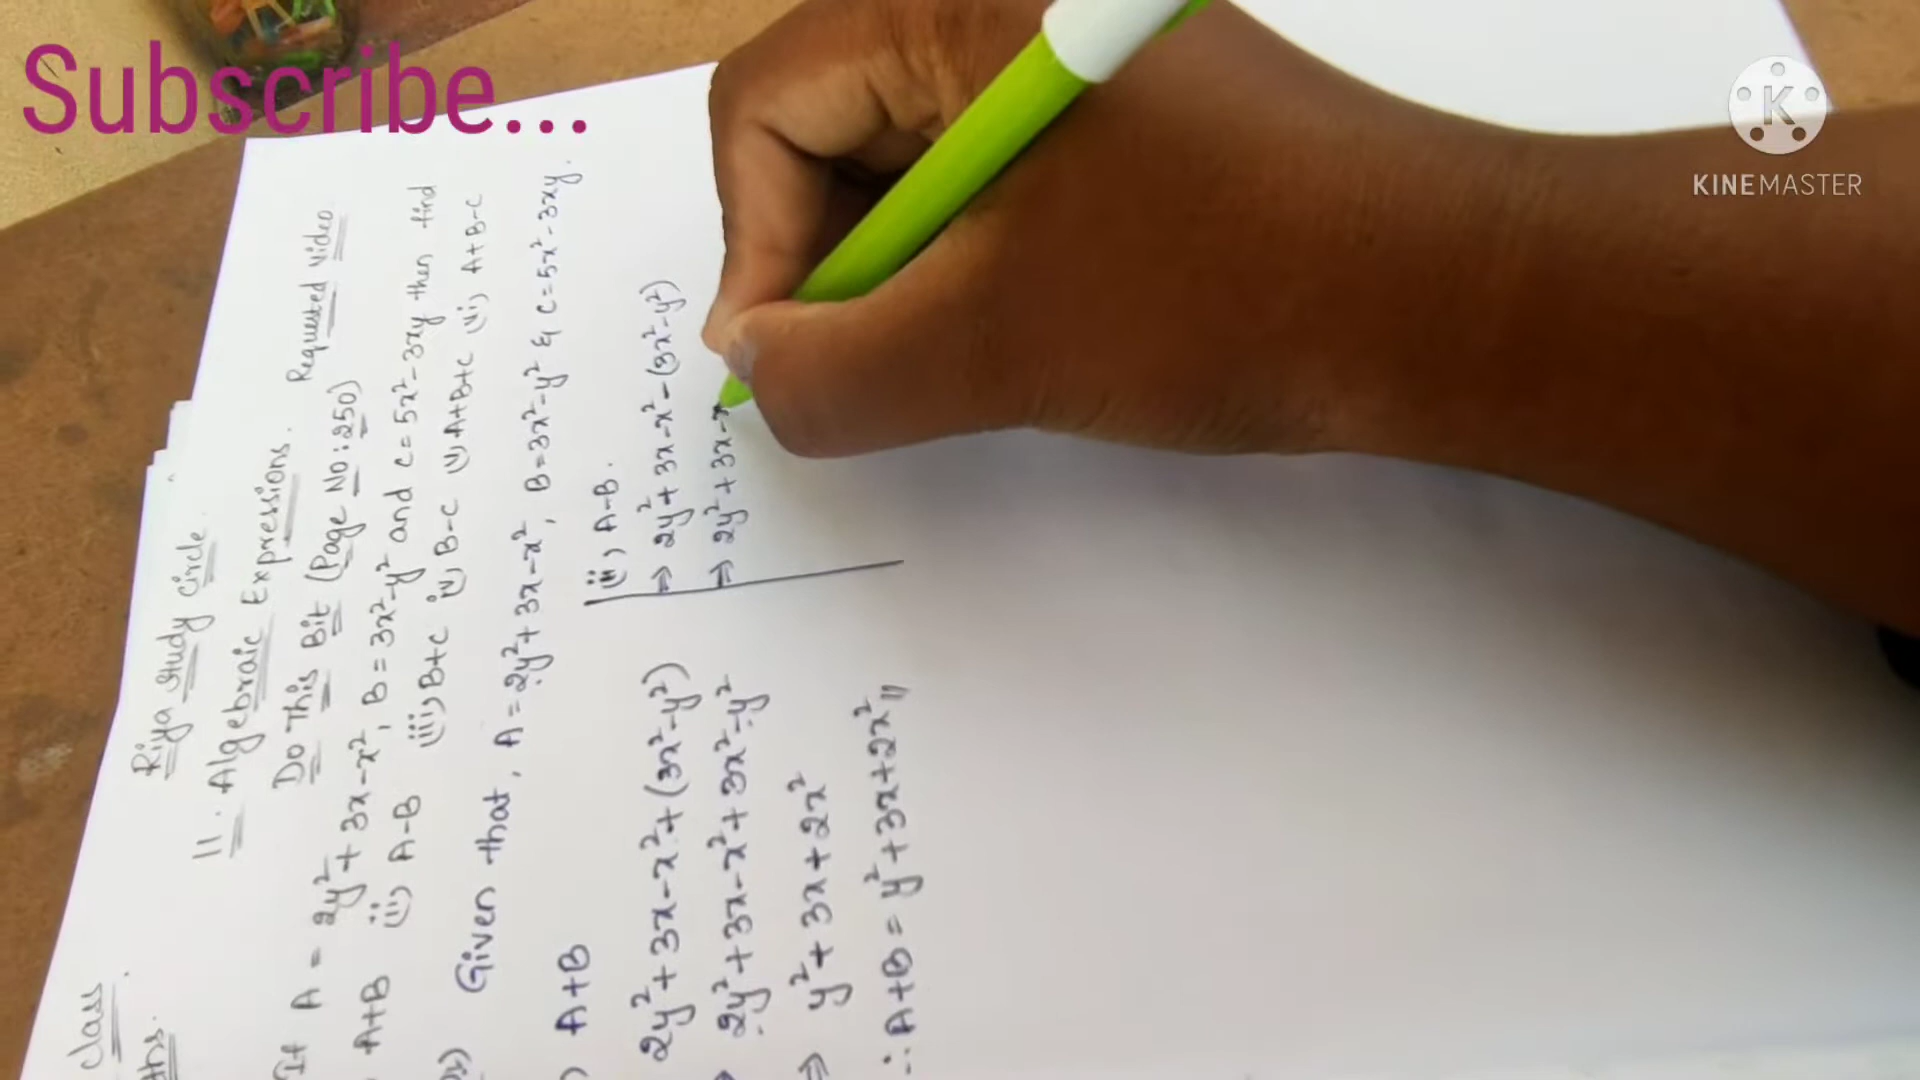 Subscribe...
KINEMASTER
class
ths.
Riya study circle.
11. Algebraic Expressions. Requested video
Do This Bit (Page No: 250)
If A = 2y²+3x-x², B = 3x²-y² and c = 5x²-3xy then find
A+B (ii) A-B (iii) B+c iv) B-c (v) A+B+c (vi) A+B-c
Given that, A = 2y²+3x-x², B = 3x²-y² & c = 5x²-3xy.
) A+B
2y²+3x-x²+(3x²-y²)
2y²+3x-x²+3x²-y²
⇒ y²+3x+2x²
∴ A+B = y²+3x+2x²//
(ii) A-B.
⇒ 2y²+3x-x²-(3x²-y²)
⇒ 2y²+3x-x